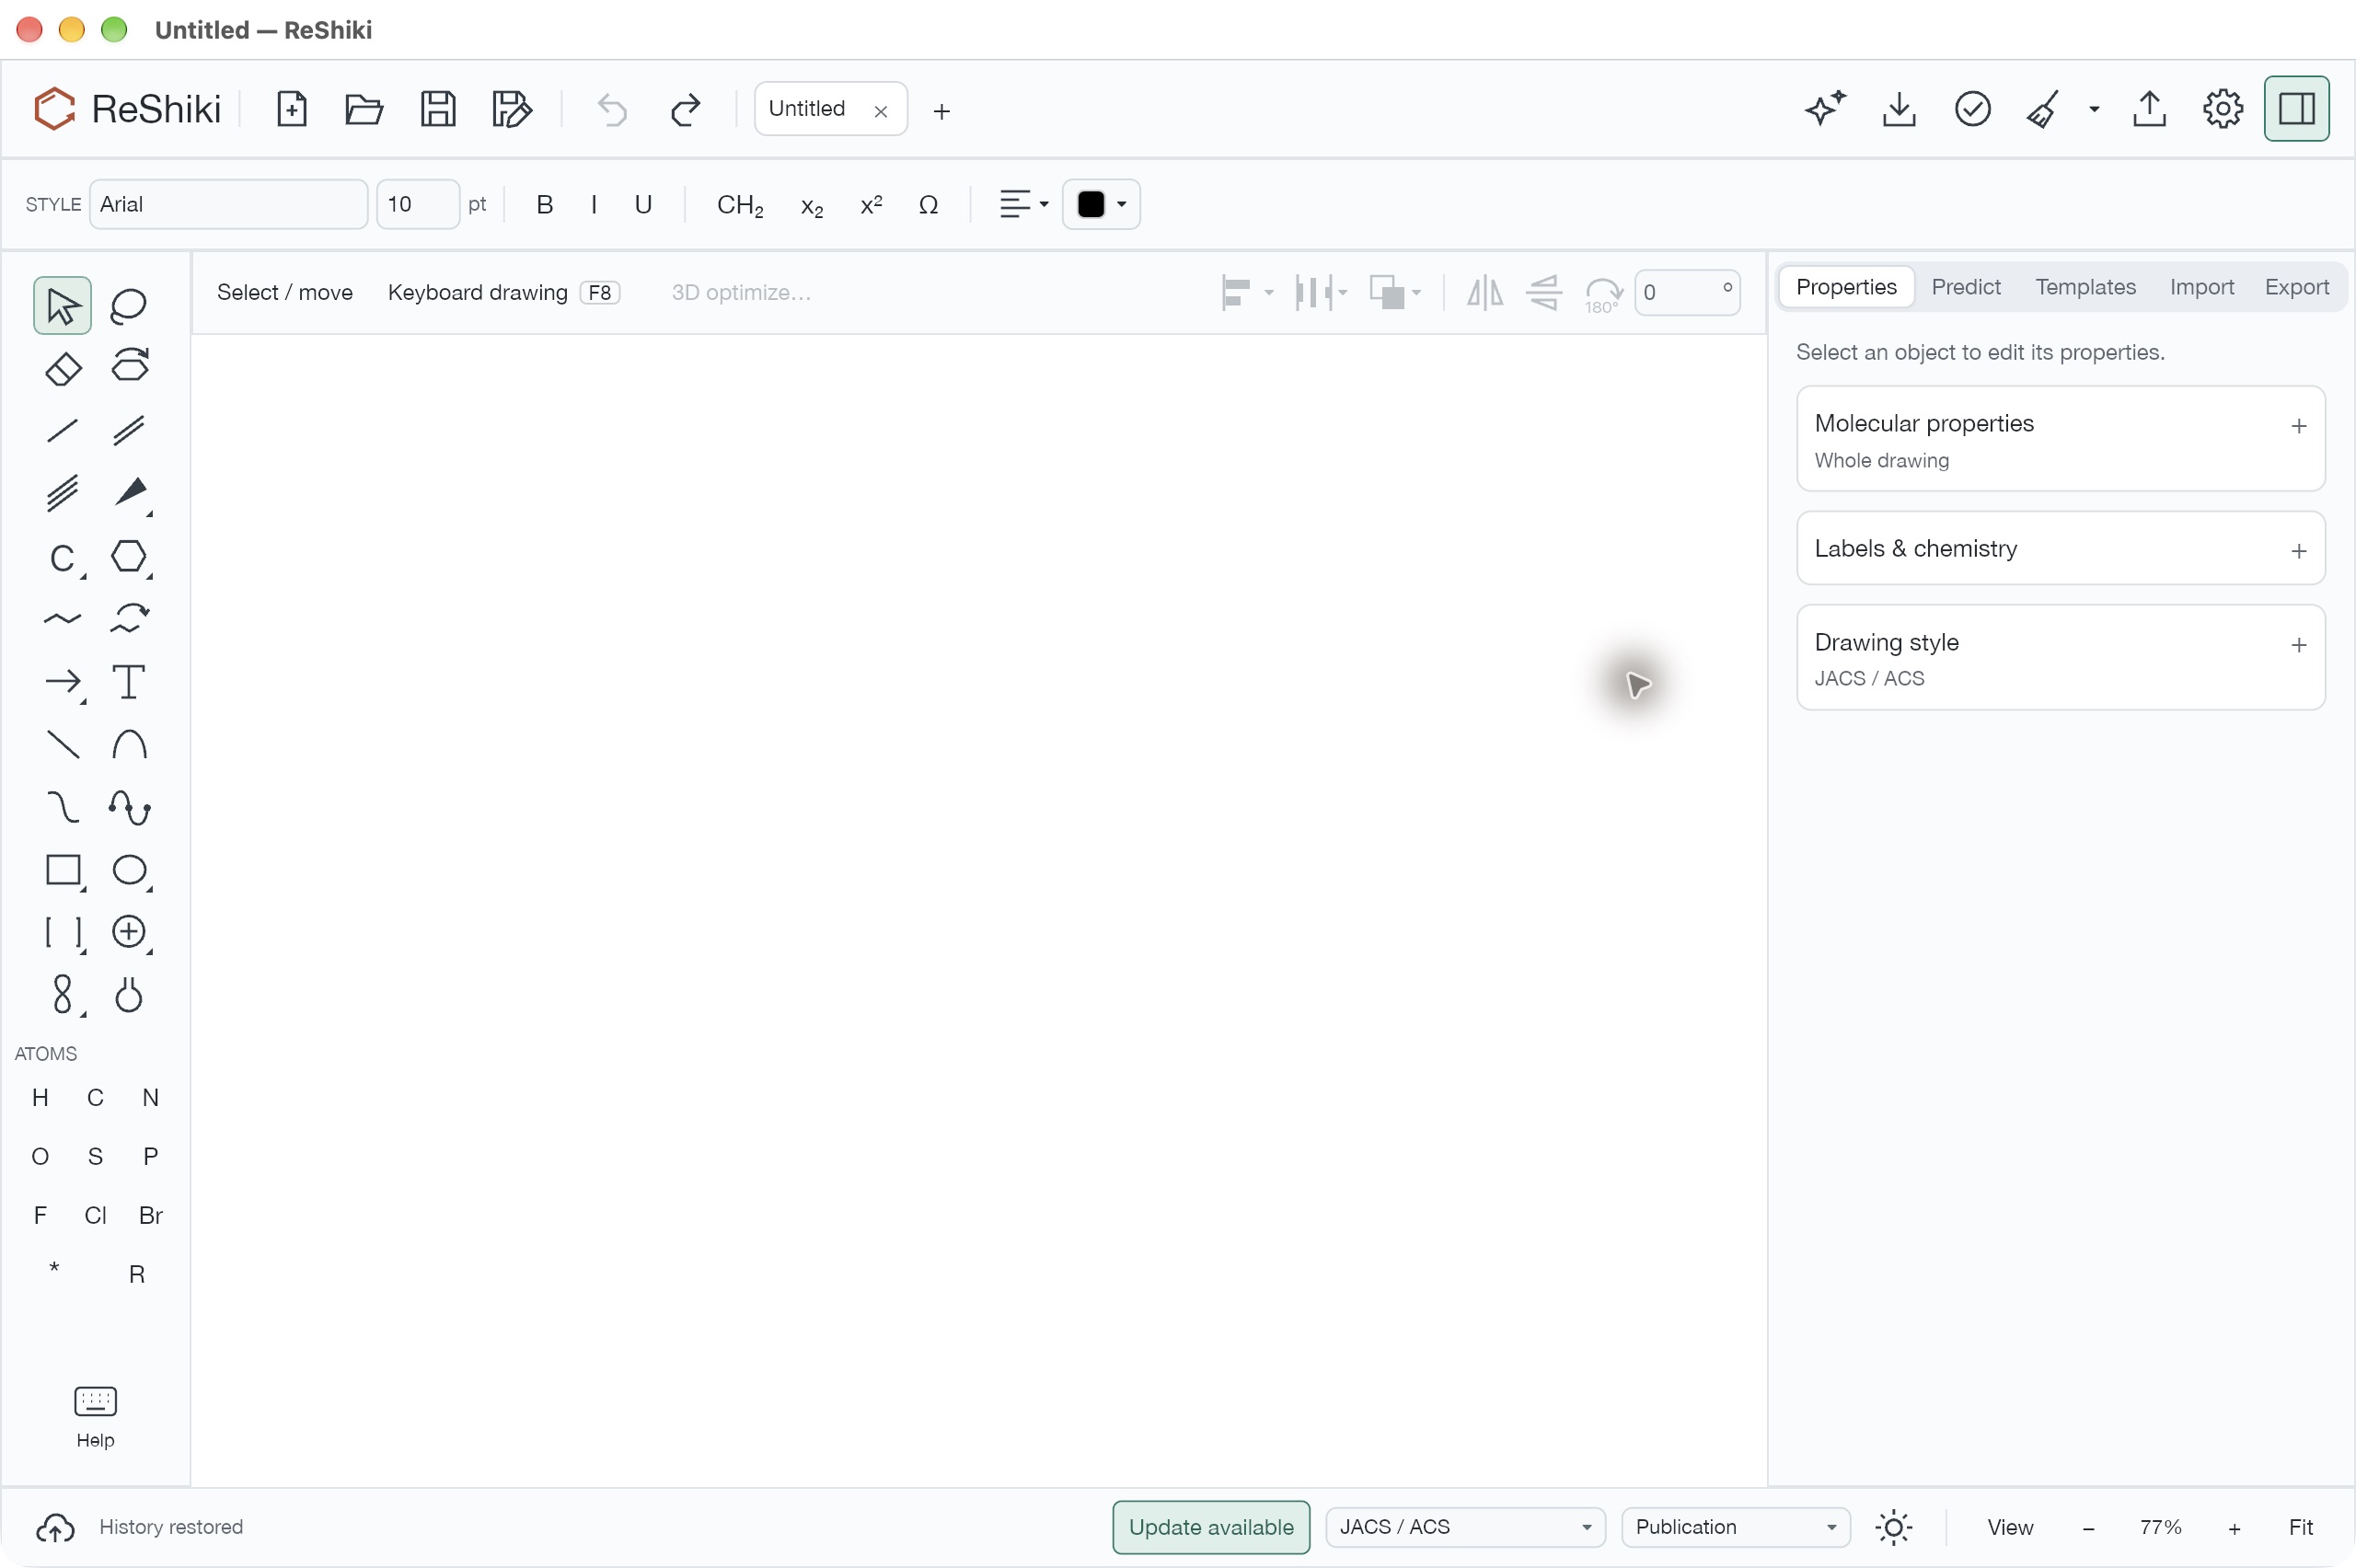 Untitled — ReShiki
ReShiki
Untitled × +
STYLE Arial 10 pt B I U CH₂ x₂ x² Ω
Select / move Keyboard drawing F8 3D optimize... 180° 0 °
Properties Predict Templates Import Export
Select an object to edit its properties.
Molecular properties +
Whole drawing
Labels & chemistry +
Drawing style +
JACS / ACS
C
T
[ ]
ATOMS
H C N
O S P
F Cl Br
* R
Help
History restored Update available JACS / ACS Publication View – 77% + Fit